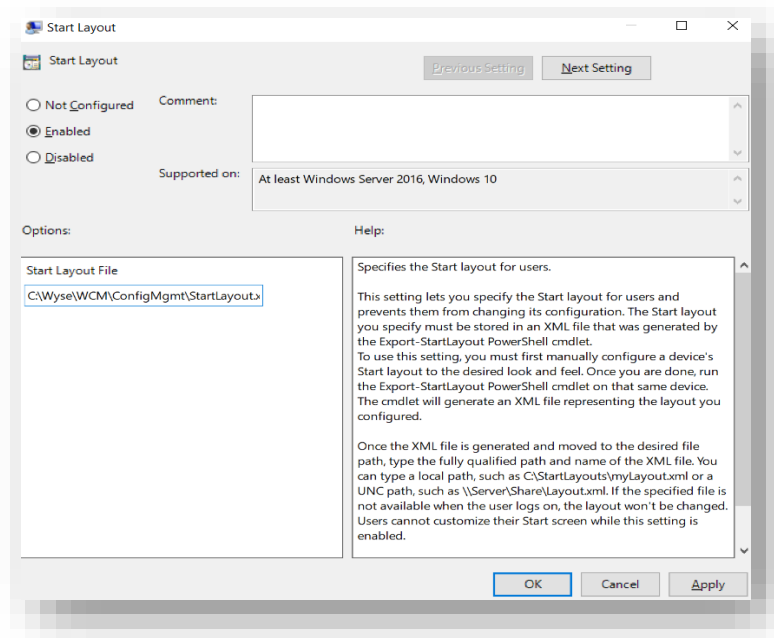 Start Layout
Start Layout
Previous Setting
Next Setting
Not Configured
Comment:
Enabled
Disabled
Supported on:
At least Windows Server 2016, Windows 10
Options:
Help:
Start Layout File
C:\Wyse\WCM\ConfigMgmt\StartLayout.x
Specifies the Start layout for users.
This setting lets you specify the Start layout for users and
prevents them from changing its configuration. The Start layout
you specify must be stored in an XML file that was generated by
the Export-StartLayout PowerShell cmdlet.
To use this setting, you must first manually configure a device's
Start layout to the desired look and feel. Once you are done, run
the Export-StartLayout PowerShell cmdlet on that same device.
The cmdlet will generate an XML file representing the layout you
configured.
Once the XML file is generated and moved to the desired file
path, type the fully qualified path and name of the XML file. You
can type a local path, such as C:\StartLayouts\myLayout.xml or a
UNC path, such as \\Server\Share\Layout.xml. If the specified file is
not available when the user logs on, the layout won't be changed.
Users cannot customize their Start screen while this setting is
enabled.
OK
Cancel
Apply